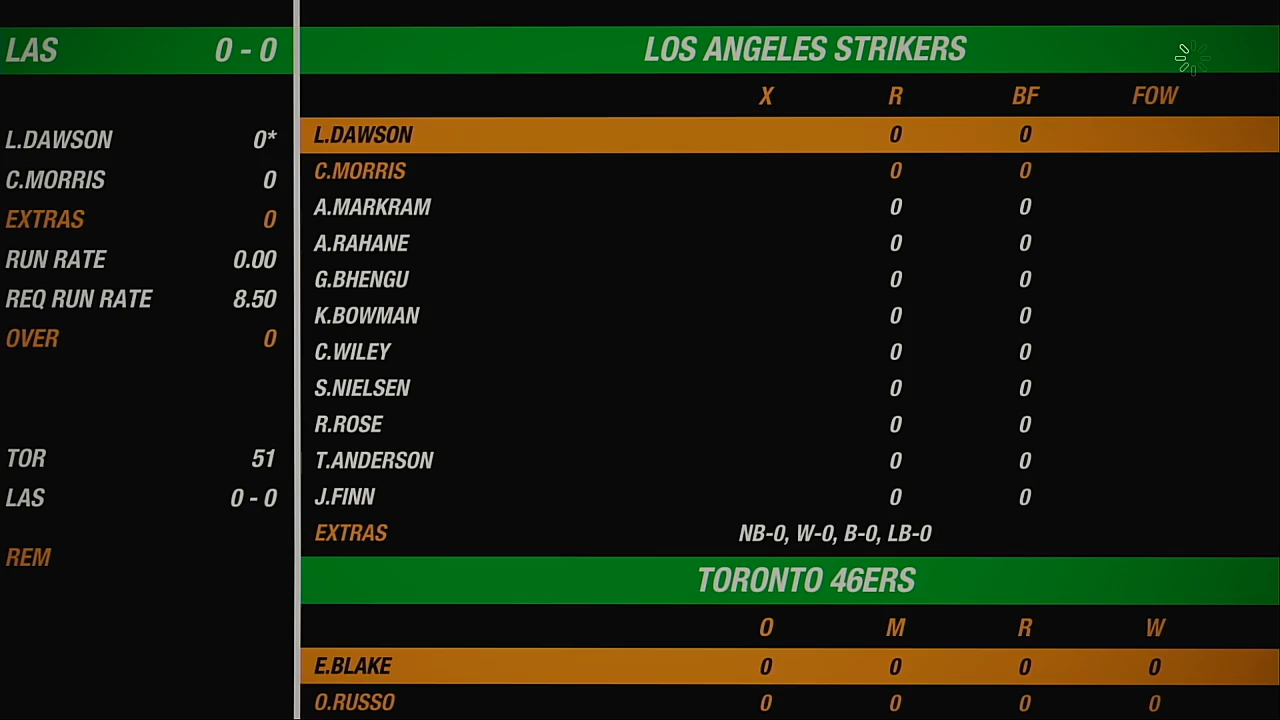 LAS 0 - 0
L.DAWSON 0*
C.MORRIS 0
EXTRAS 0
RUN RATE 0.00
REQ RUN RATE 8.50
OVER 0
TOR 51
LAS 0 - 0
REM
LOS ANGELES STRIKERS
X R BF FOW
L.DAWSON 0 0
C.MORRIS 0 0
A.MARKRAM 0 0
A.RAHANE 0 0
G.BHENGU 0 0
K.BOWMAN 0 0
C.WILEY 0 0
S.NIELSEN 0 0
R.ROSE 0 0
T.ANDERSON 0 0
J.FINN 0 0
EXTRAS NB-0, W-0, B-0, LB-0
TORONTO 46ERS
O M R W
E.BLAKE 0 0 0 0
O.RUSSO 0 0 0 0